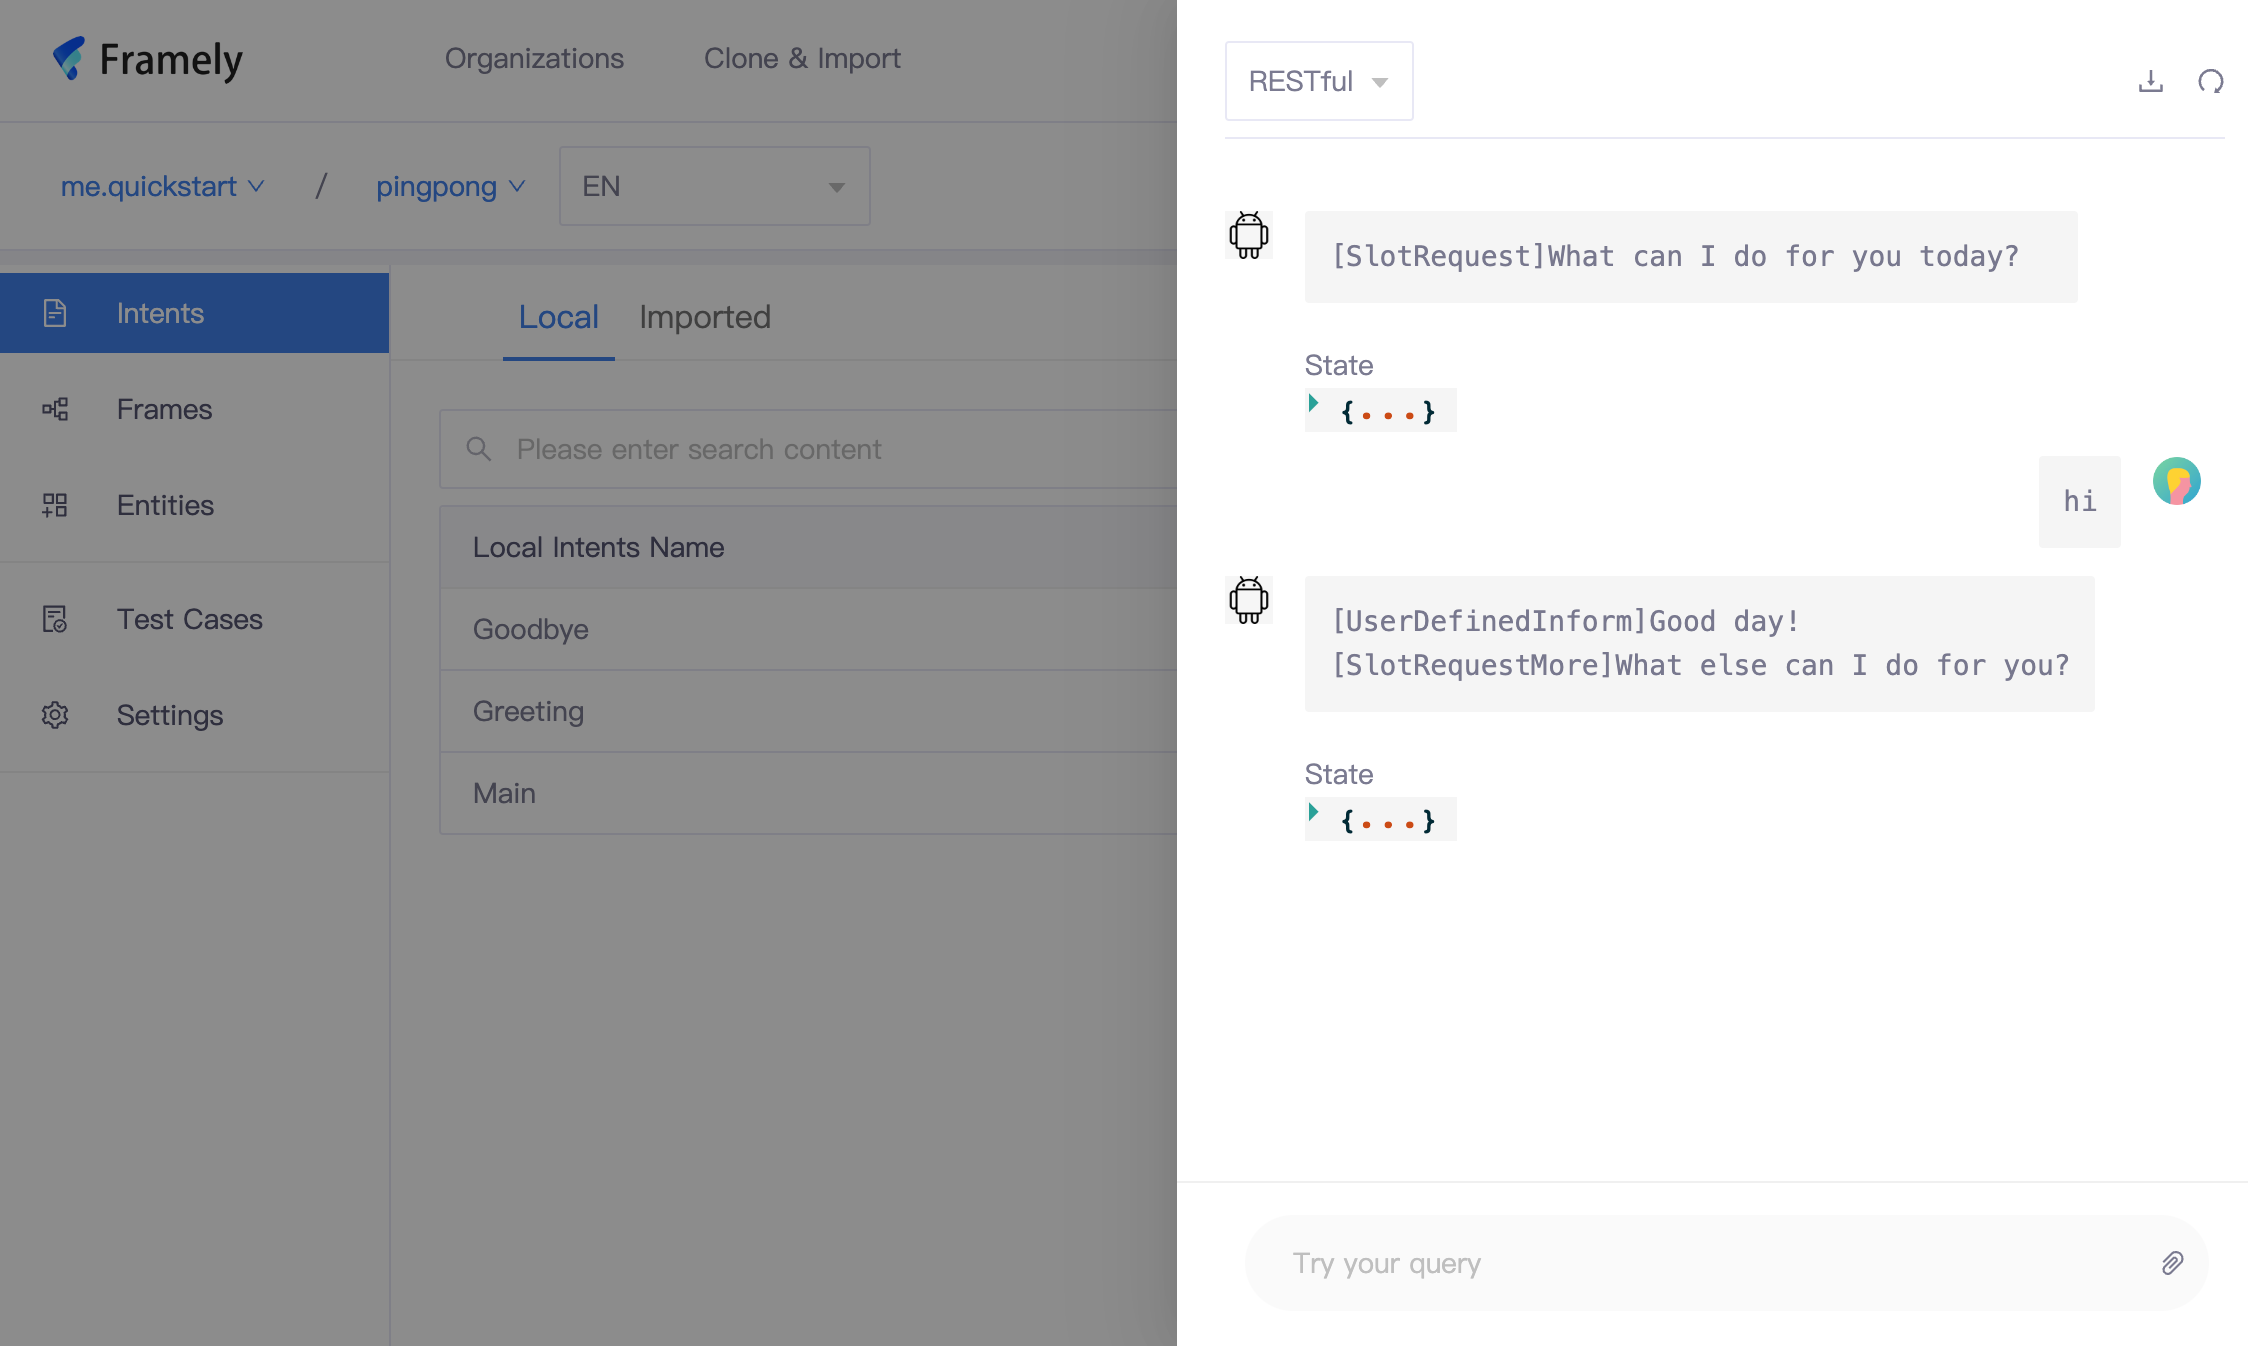 Framely
Organizations
Clone & Import
me.quickstart
/
pingpong
EN
Intents
Frames
Entities
Test Cases
Settings
Local
Imported
Please enter search content
Local Intents Name
Goodbye
Greeting
Main
RESTful
[SlotRequest]What can I do for you today?
State
{...}
hi
[UserDefinedInform]Good day!
[SlotRequestMore]What else can I do for you?
State
{...}
Try your query